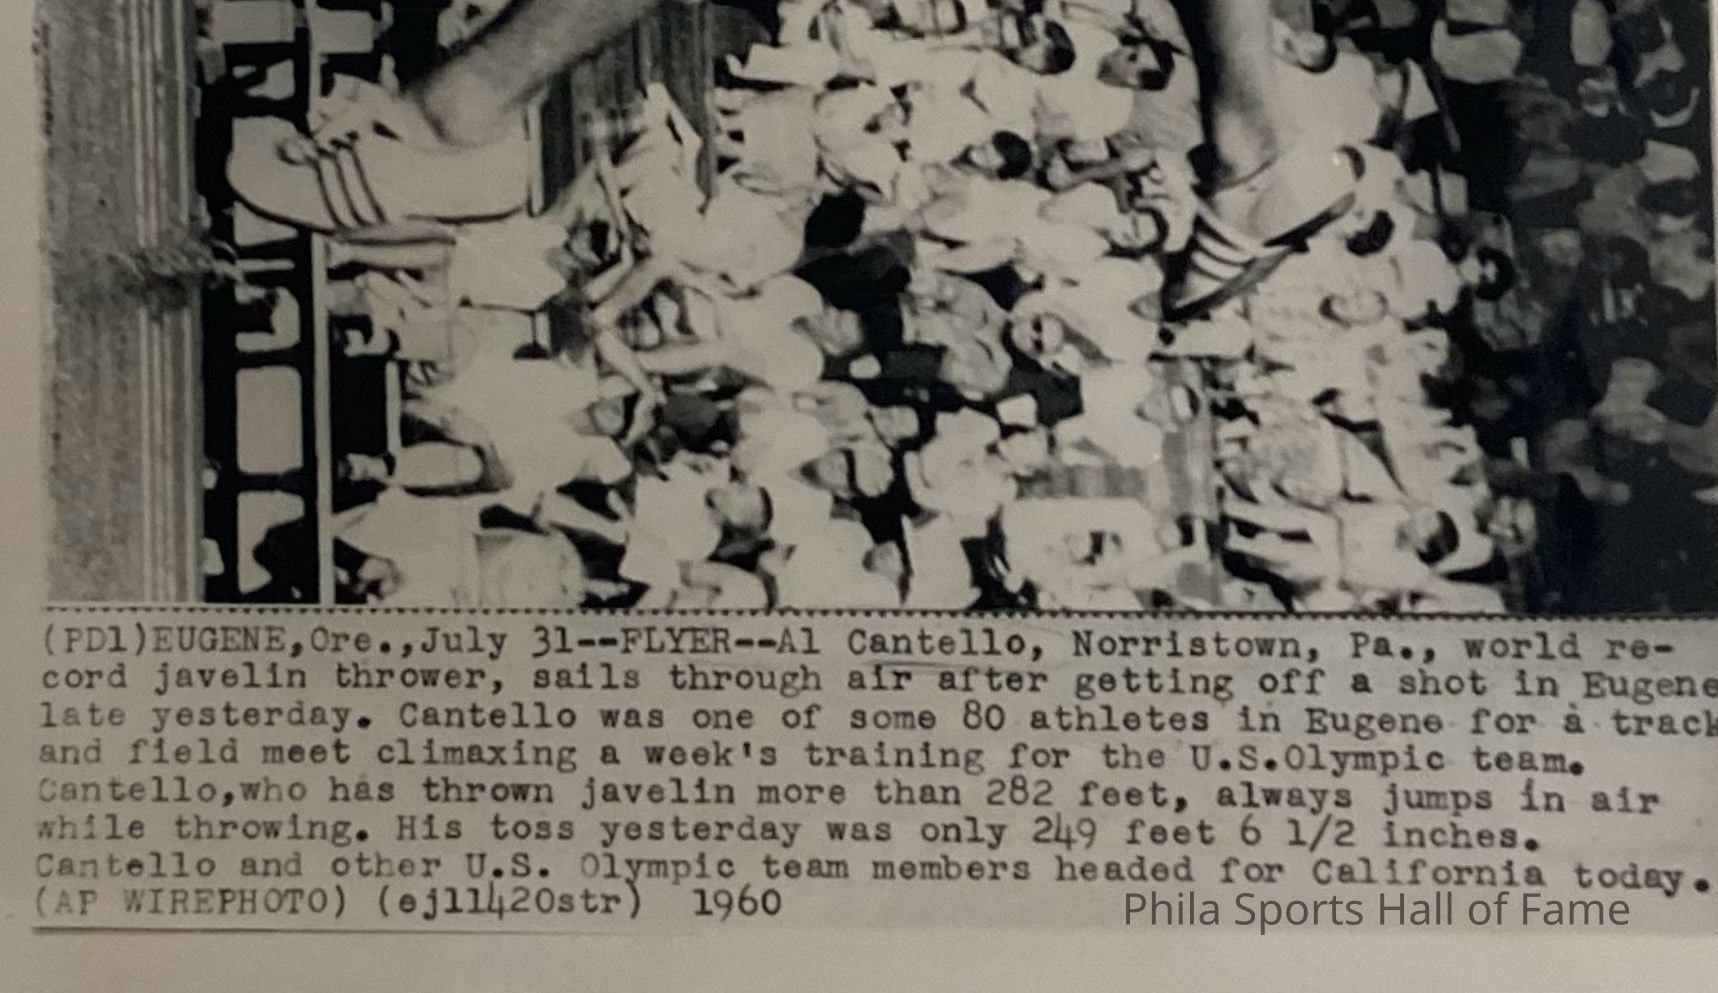 (PD1)EUGENE,Ore.,July 31--FLYER--Al Cantello, Norristown, Pa., world re-
cord javelin thrower, sails through air after getting off a shot in Eugene
late yesterday. Cantello was one of some 80 athletes in Eugene for a track
and field meet climaxing a week's training for the U.S.Olympic team.
Cantello,who has thrown javelin more than 282 feet, always jumps in air
while throwing. His toss yesterday was only 249 feet 6 1/2 inches.
Cantello and other U.S. Olympic team members headed for California today.
(AP WIREPHOTO) (ej11420str) 1960
Phila Sports Hall of Fame